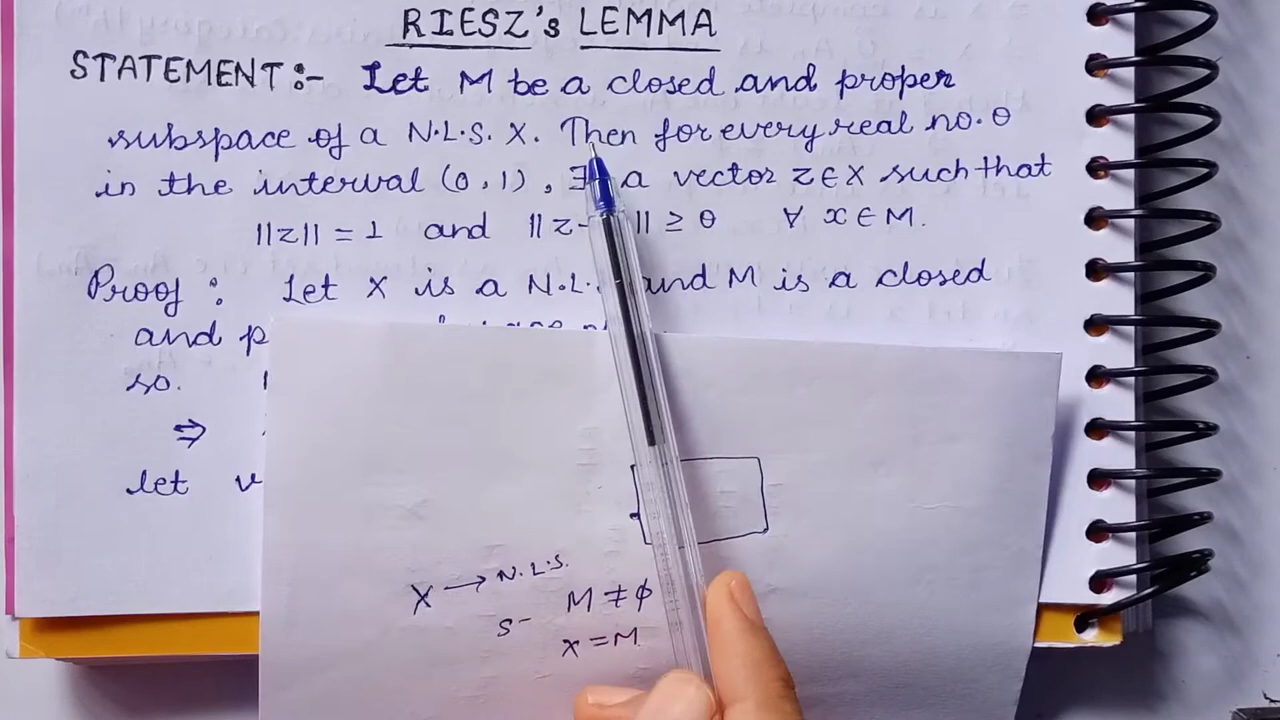 RIESZ's LEMMA
STATEMENT:- Let M be a closed and proper
subspace of a N.L.S. X. Then for every real no. θ
in the interval (0,1), ∃ a vector z∈X such that
||z|| = 1 and ||z- || ≥ θ ∀ x∈M.
Proof : Let X is a N.L. and M is a closed
and p
so.
⇒
let v
X → N.L.S.
S- M ≠ ϕ
X = M